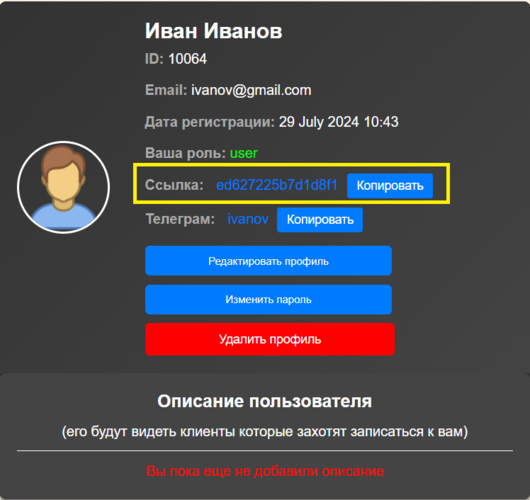 Иван Иванов
ID: 10064
Email: ivanov@gmail.com
Дата регистрации: 29 July 2024 10:43
Ваша роль: user
Ссылка: ed627225b7d1d8f1 Копировать
Телеграм: ivanov Копировать
Редактировать профиль
Изменить пароль
Удалить профиль
Описание пользователя
(его будут видеть клиенты которые захотят записаться к вам)
Вы пока еще не добавили описание